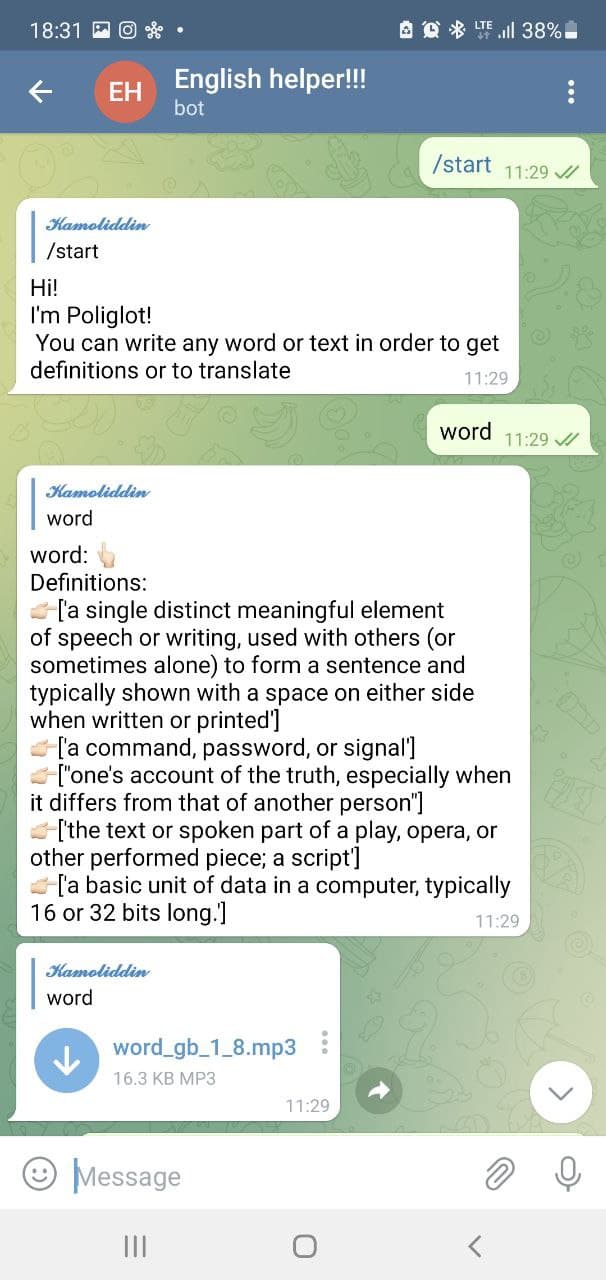 18:31
LTE
38%
EH
English helper!!!
bot
/start 11:29
Kamoliddin
/start
Hi!
I'm Poliglot!
You can write any word or text in order to get
definitions or to translate
11:29
word 11:29
Kamoliddin
word
word: 👆🏻
Definitions:
👉🏻['a single distinct meaningful element
of speech or writing, used with others (or
sometimes alone) to form a sentence and
typically shown with a space on either side
when written or printed']
👉🏻['a command, password, or signal']
👉🏻["one's account of the truth, especially when
it differs from that of another person"]
👉🏻['the text or spoken part of a play, opera, or
other performed piece; a script']
👉🏻['a basic unit of data in a computer, typically
16 or 32 bits long.']
11:29
Kamoliddin
word
word_gb_1_8.mp3
16.3 KB MP3
11:29
Message